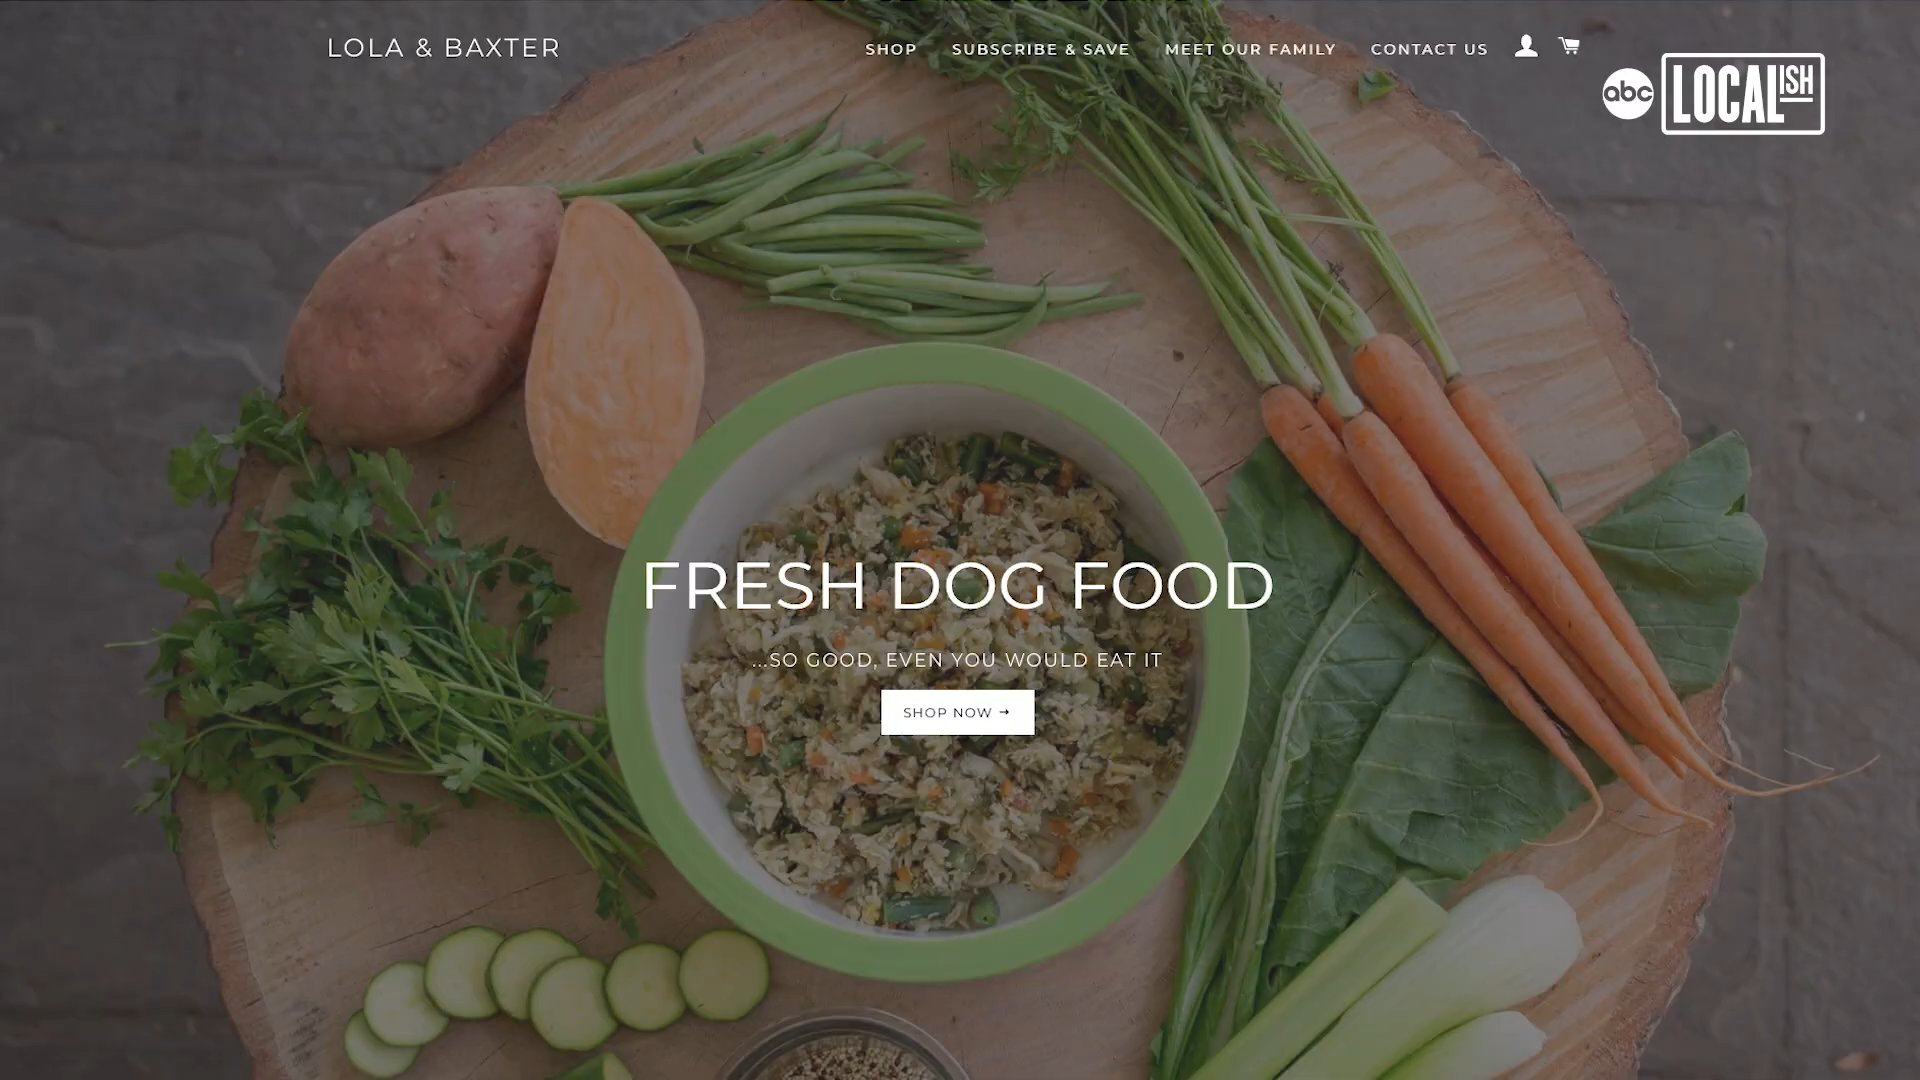 LOLA & BAXTER
SHOP SUBSCRIBE & SAVE MEET OUR FAMILY CONTACT US
abc LOCALISH
FRESH DOG FOOD
...SO GOOD, EVEN YOU WOULD EAT IT
SHOP NOW →